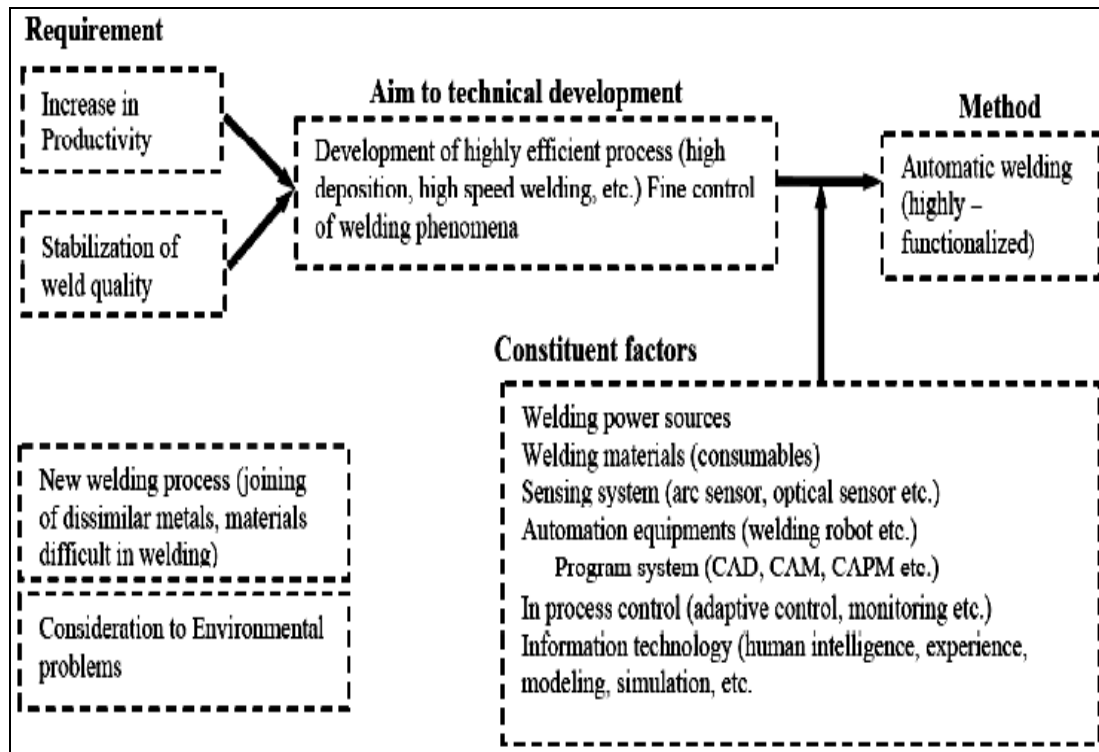 Requirement
Increase in
Productivity
Stabilization of
weld quality
Aim to technical development
Development of highly efficient process (high
deposition, high speed welding, etc.) Fine control
of welding phenomena
Method
Automatic welding
(highly –
functionalized)
Constituent factors
Welding power sources
Welding materials (consumables)
Sensing system (arc sensor, optical sensor etc.)
Automation equipments (welding robot etc.)
Program system (CAD, CAM, CAPM etc.)
In process control (adaptive control, monitoring etc.)
Information technology (human intelligence, experience,
modeling, simulation, etc.
New welding process (joining
of dissimilar metals, materials
difficult in welding)
Consideration to Environmental
problems